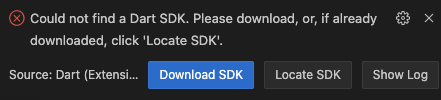 Could not find a Dart SDK. Please download, or, if already
downloaded, click 'Locate SDK'.
Source: Dart (Extensi... Download SDK Locate SDK Show Log